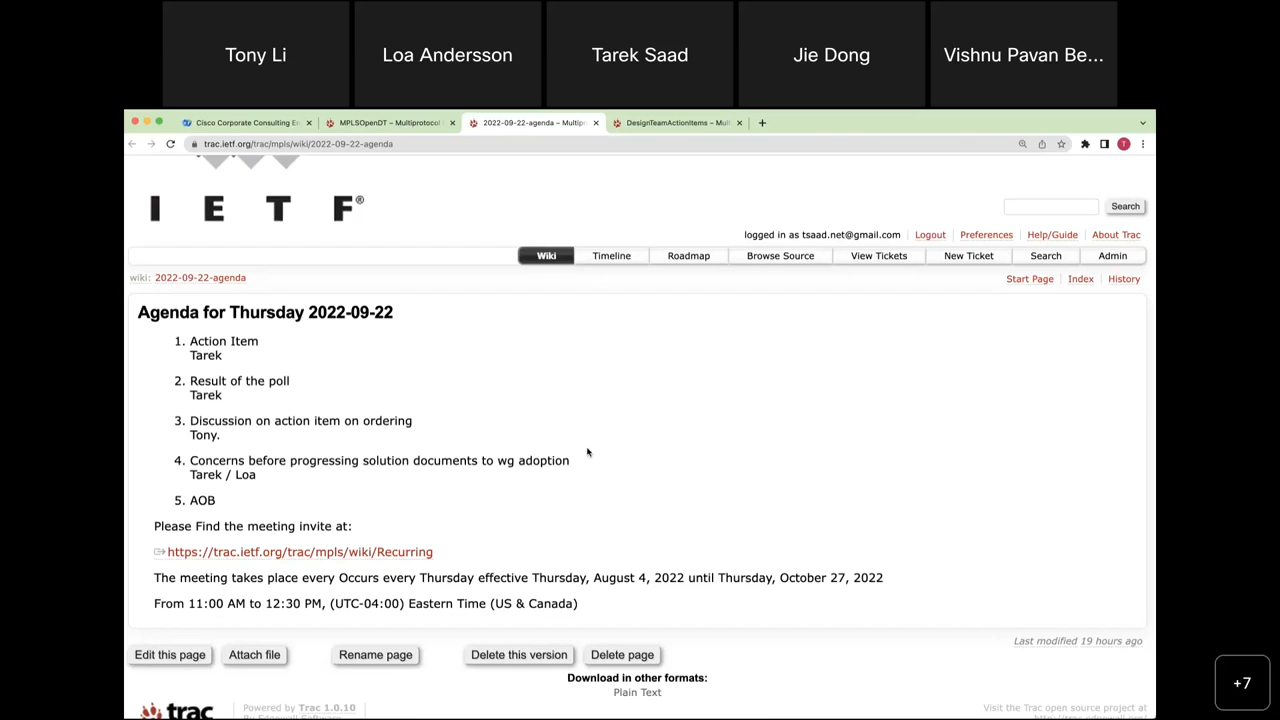 Tony Li
Loa Andersson
Tarek Saad
Jie Dong
Vishnu Pavan Be...
Cisco Corporate Consulting En
MPLSOpenDT – Multiprotocol
2022-09-22-agenda – Multipr
DesignTeamActionItems – Mult
trac.ietf.org/trac/mpls/wiki/2022-09-22-agenda
T
I E T F®
Search
logged in as tsaad.net@gmail.com
Logout
Preferences
Help/Guide
About Trac
Wiki
Timeline
Roadmap
Browse Source
View Tickets
New Ticket
Search
Admin
wiki: 2022-09-22-agenda
Start Page
Index
History
Agenda for Thursday 2022-09-22
1. Action Item
Tarek
2. Result of the poll
Tarek
3. Discussion on action item on ordering
Tony.
4. Concerns before progressing solution documents to wg adoption
Tarek / Loa
5. AOB
Please Find the meeting invite at:
https://trac.ietf.org/trac/mpls/wiki/Recurring
The meeting takes place every Occurs every Thursday effective Thursday, August 4, 2022 until Thursday, October 27, 2022
From 11:00 AM to 12:30 PM, (UTC-04:00) Eastern Time (US & Canada)
Last modified 19 hours ago
Edit this page
Attach file
Rename page
Delete this version
Delete page
Download in other formats:
Plain Text
trac
Powered by Trac 1.0.10
Visit the Trac open source project at
+7